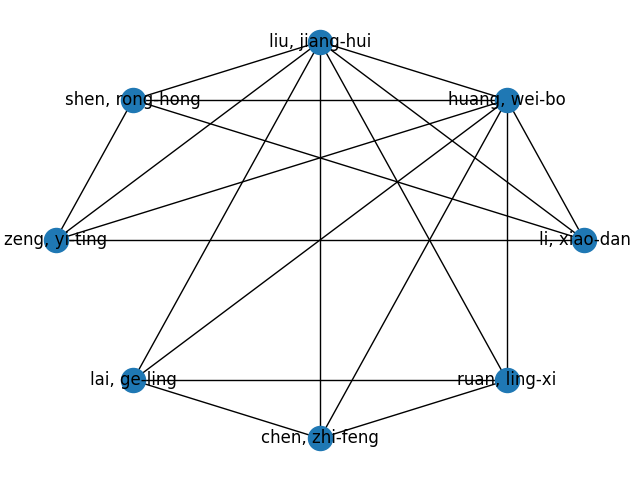 liu, jiang-hui
shen, rong-hong
huang, wei-bo
zeng, yi-ting
li, xiao-dan
lai, ge-ling
ruan, ling-xi
chen, zhi-feng